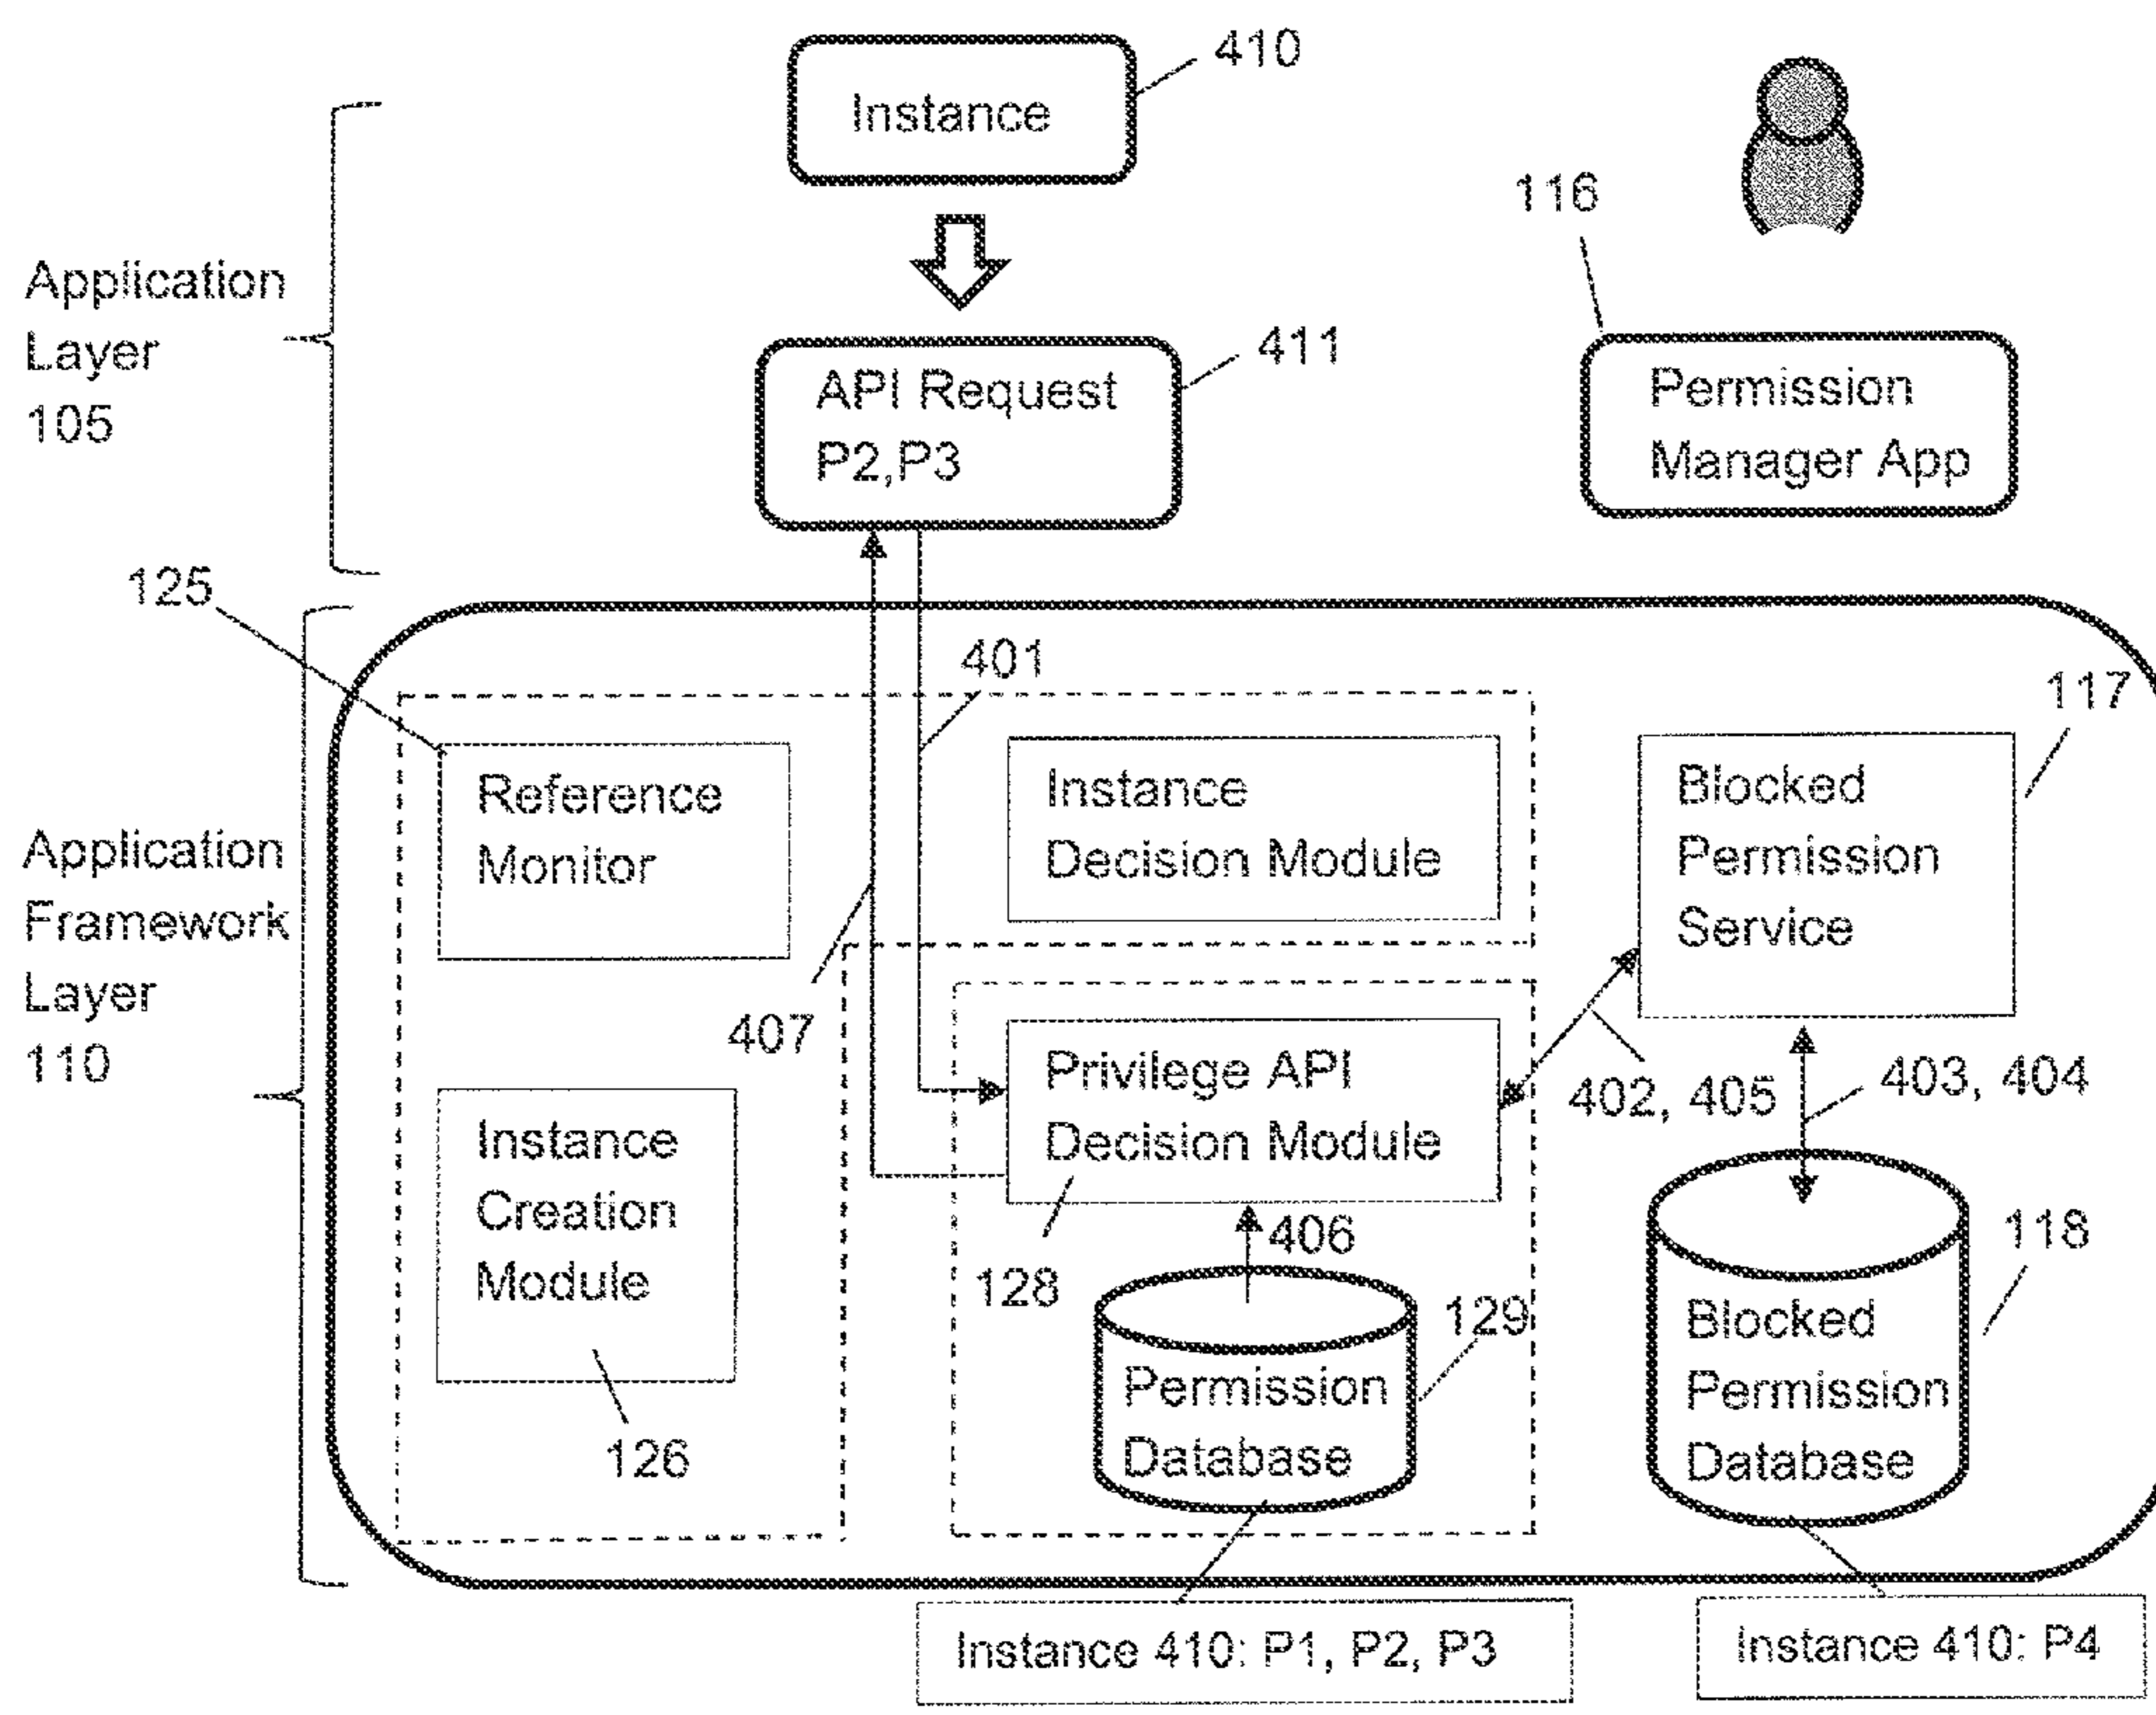 410
Instance
116
Application
Layer
105
411
API Request
P2,P3
Permission
Manager App
125
401
117
Reference
Monitor
Instance
Decision Module
Blocked
Permission
Service
Application
Framework
Layer
110
407
Privilege API
Decision Module
402, 405
403, 404
Instance
Creation
Module
406
128
129
118
Permission
Database
Blocked
Permission
Database
126
Instance 410: P1, P2, P3
Instance 410: P4